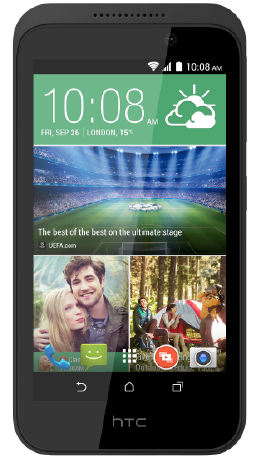 10:08 AM
10:08 AM
FRI, SEP 26 | LONDON, 15°
The best of the best on the ultimate stage
UEFA.com
hTC